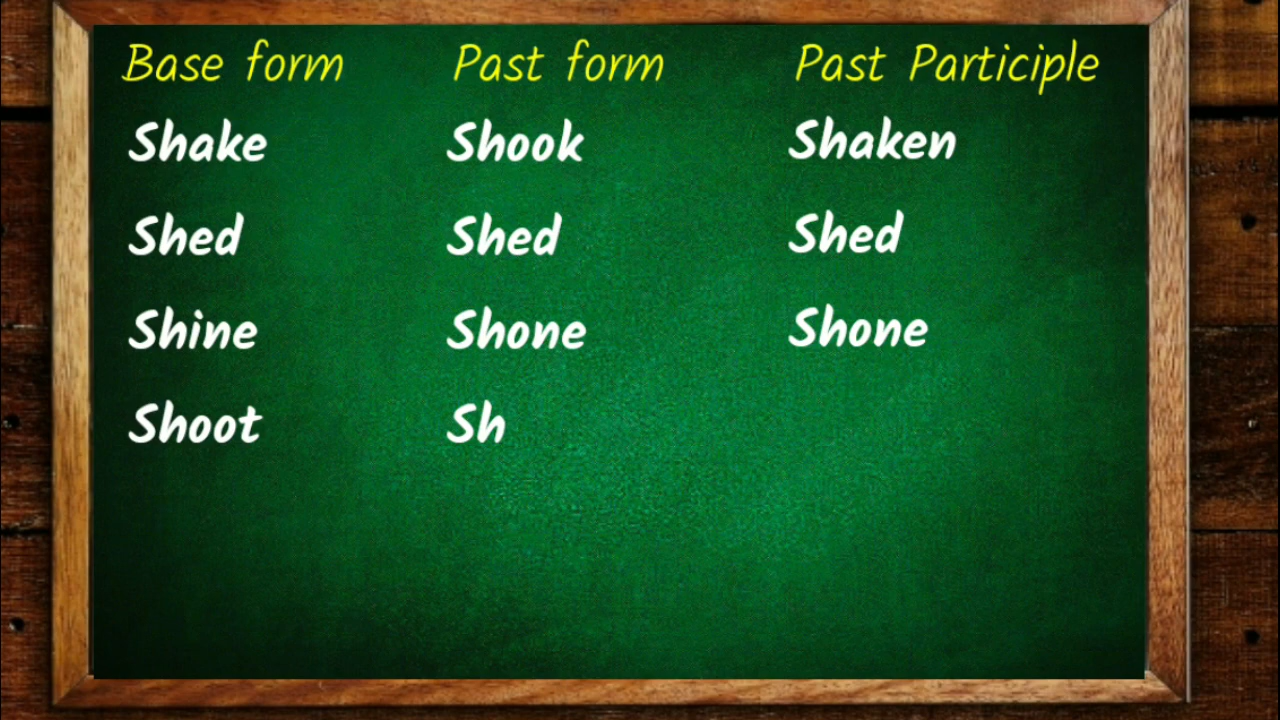 Base form Past form Past Participle
Shake Shook Shaken
Shed Shed Shed
Shine Shone Shone
Shoot Sh